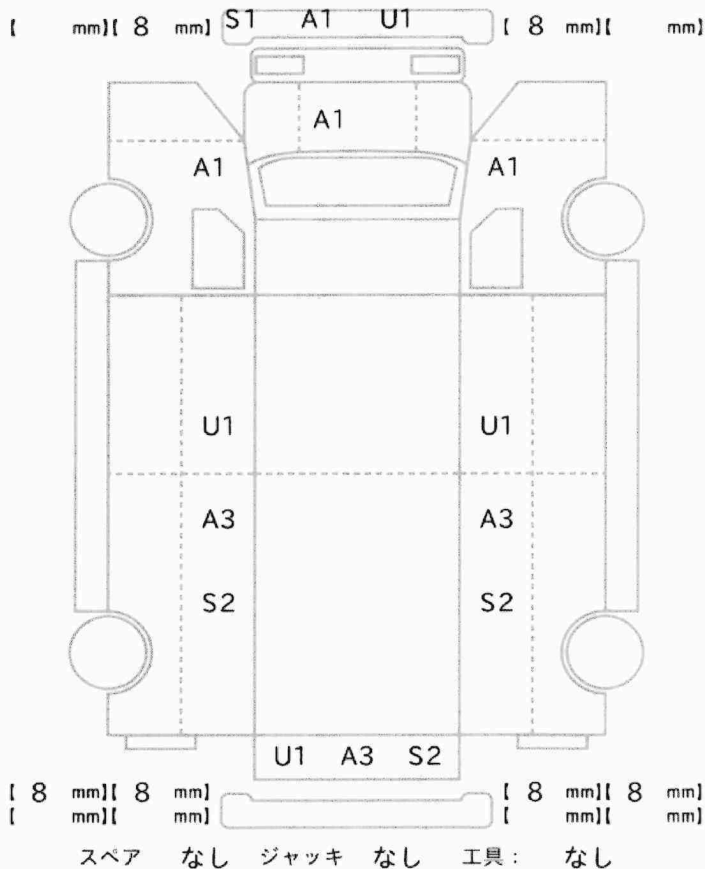 【 mm】【 8 mm】 S1 A1 U1 【 8 mm】【 mm】
A1
A1 A1
U1 U1
A3 A3
S2 S2
U1 A3 S2
【 8 mm】【 8 mm】 【 8 mm】【 8 mm】
【 mm】【 mm】 【 mm】【 mm】
スペア なし ジャッキ なし 工具： なし